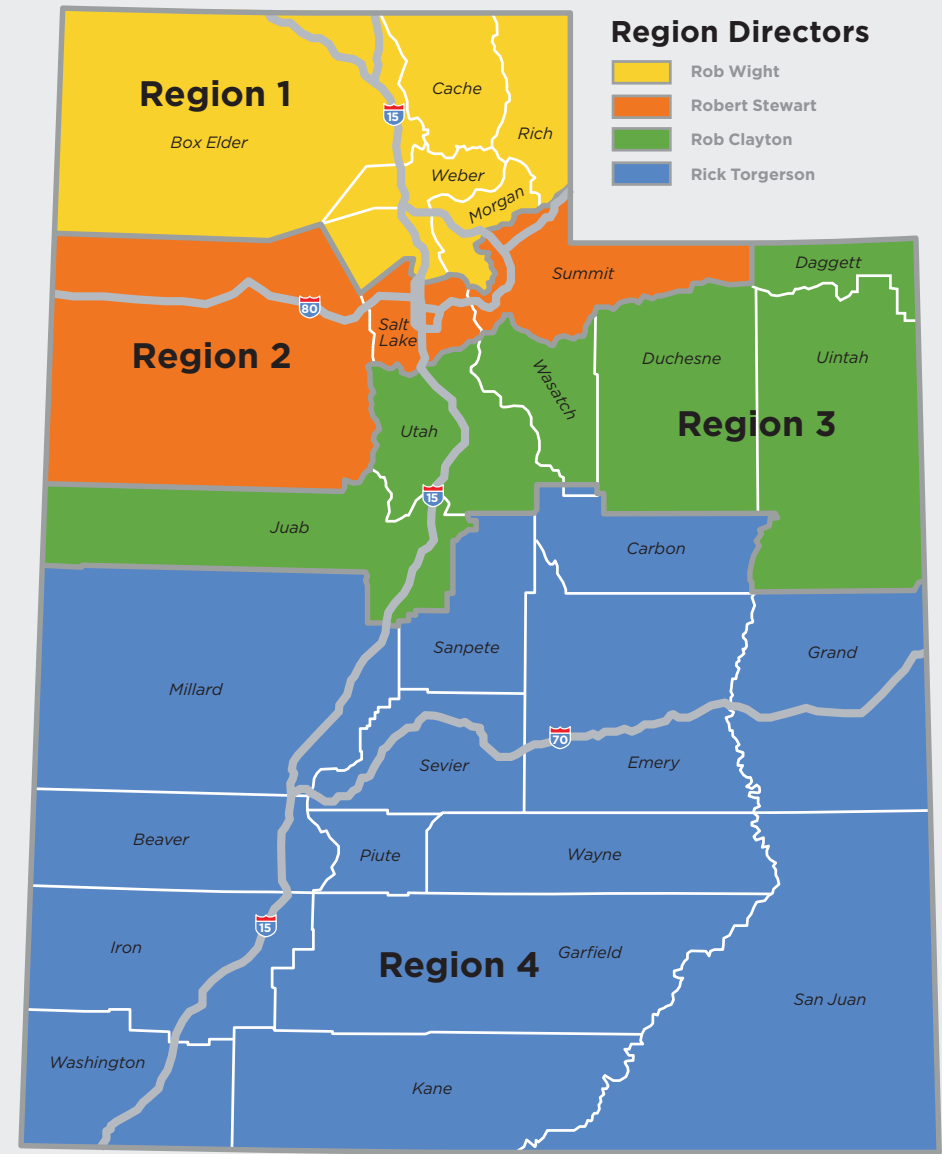 Region Directors
Rob Wight
Robert Stewart
Rob Clayton
Rick Torgerson
Region 1
Box Elder
15
Cache
Rich
Weber
Morgan
Summit
Daggett
80
Salt
Lake
Region 2
Wasatch
Duchesne
Uintah
Region 3
Utah
15
Juab
Carbon
Sanpete
Grand
Millard
70
Sevier
Emery
Beaver
Piute
Wayne
15
Iron
Region 4
Garfield
San Juan
Washington
Kane